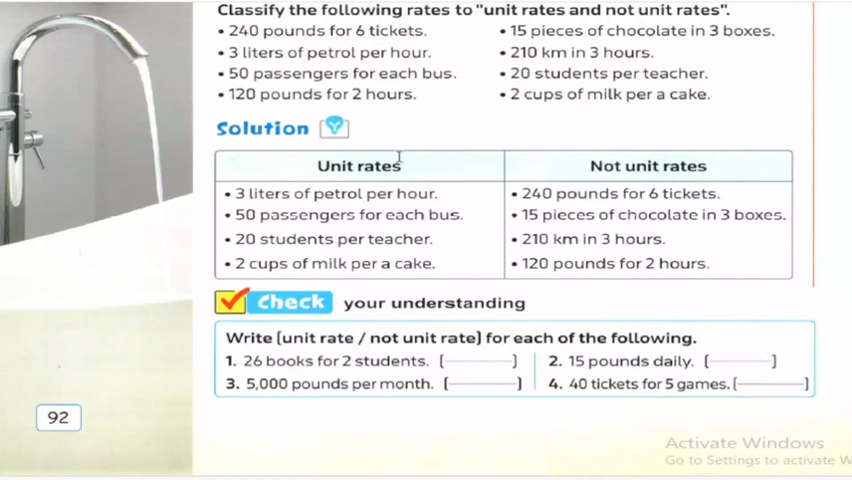 Classify the following rates to "unit rates and not unit rates".
• 240 pounds for 6 tickets.
• 15 pieces of chocolate in 3 boxes.
• 3 liters of petrol per hour.
• 210 km in 3 hours.
• 50 passengers for each bus.
• 20 students per teacher.
• 120 pounds for 2 hours.
• 2 cups of milk per a cake.
Solution
Unit rates
Not unit rates
• 3 liters of petrol per hour.
• 240 pounds for 6 tickets.
• 50 passengers for each bus.
• 15 pieces of chocolate in 3 boxes.
• 20 students per teacher.
• 210 km in 3 hours.
• 2 cups of milk per a cake.
• 120 pounds for 2 hours.
Check your understanding
Write [unit rate / not unit rate] for each of the following.
1. 26 books for 2 students. [ ]
2. 15 pounds daily. [ ]
3. 5,000 pounds per month. [ ]
4. 40 tickets for 5 games. [ ]
92
Activate Windows
Go to Settings to activate W